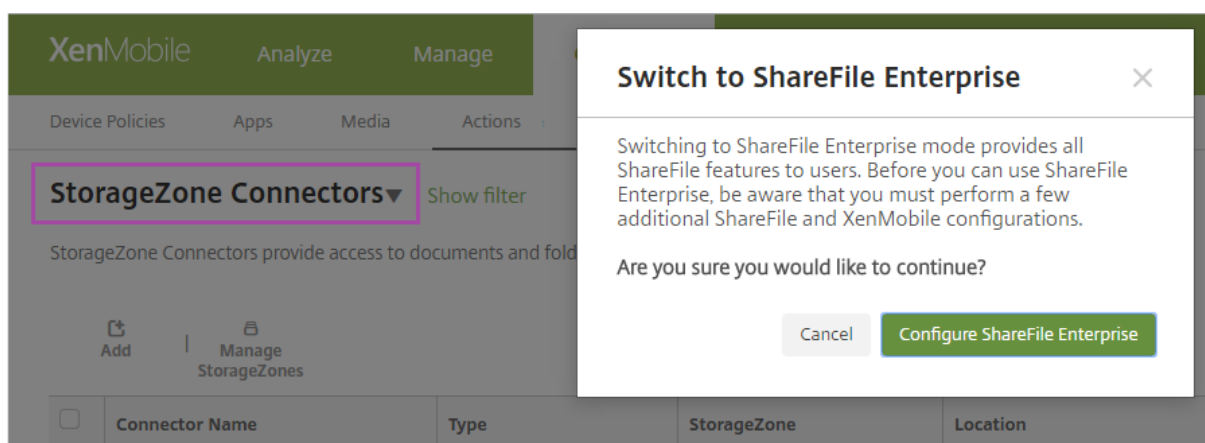 XenMobile Analyze Manage
Switch to ShareFile Enterprise
Device Policies Apps Media Actions
Switching to ShareFile Enterprise mode provides all
ShareFile features to users. Before you can use ShareFile
Enterprise, be aware that you must perform a few
additional ShareFile and XenMobile configurations.
Are you sure you would like to continue?
Cancel Configure ShareFile Enterprise
StorageZone Connectors Show filter
StorageZone Connectors provide access to documents and fold
Add | Manage
StorageZones
Connector Name Type StorageZone Location